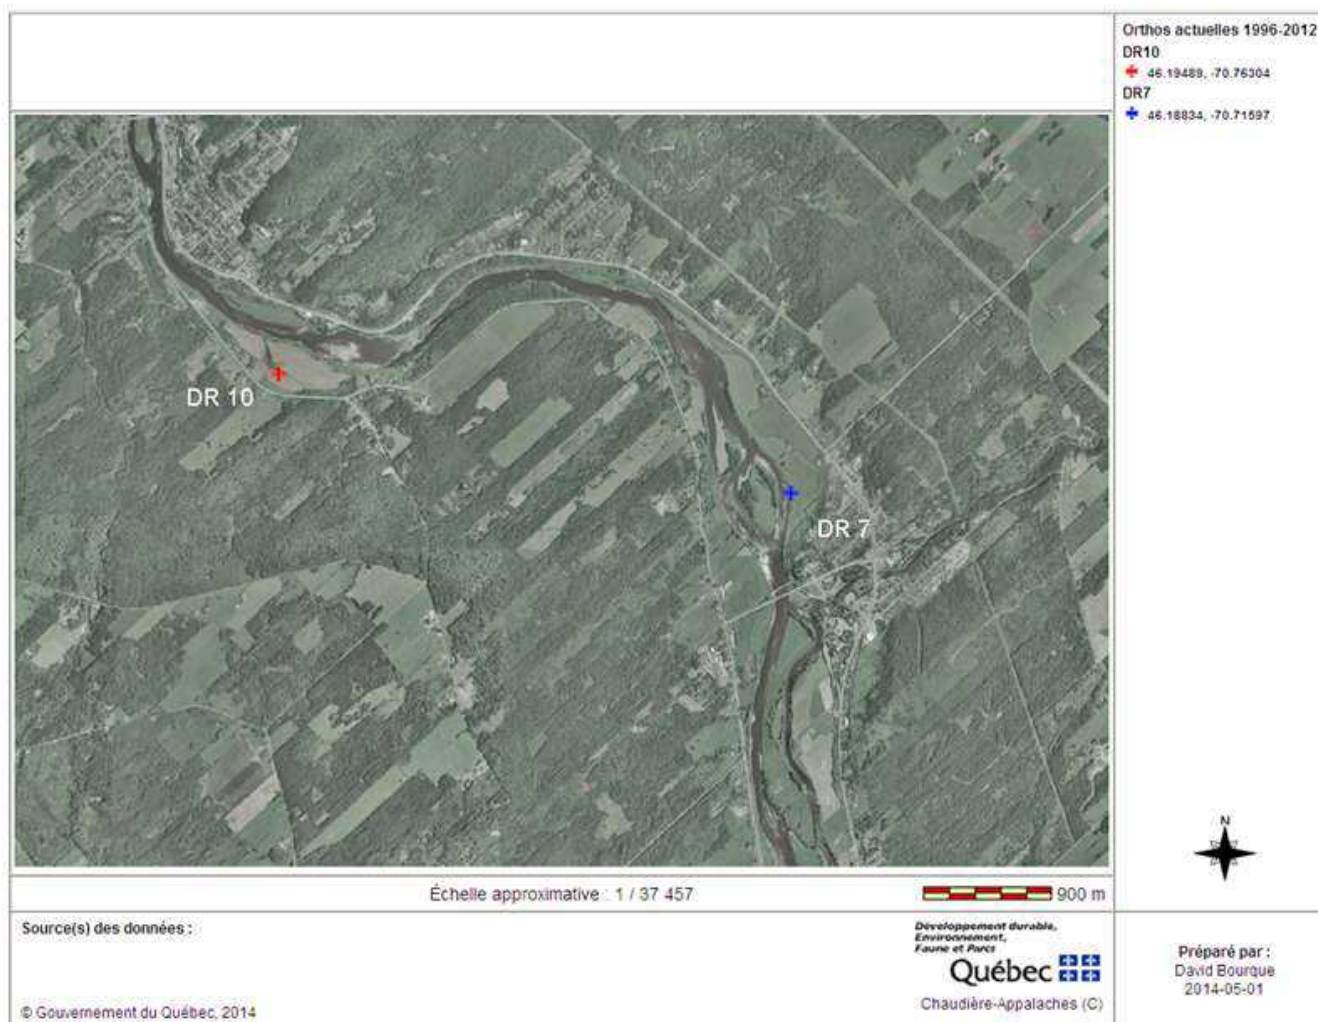 Orthos actuelles 1996-2012
DR10
46.19489, -70.76304
DR7
46.18834, -70.71597
DR 10
DR 7
N
Échelle approximative : 1 / 37 457
900 m
Source(s) des données :
© Gouvernement du Québec, 2014
Développement durable,
Environnement,
Faune et Parcs
Québec
Chaudière-Appalaches (C)
Préparé par :
David Bourque
2014-05-01